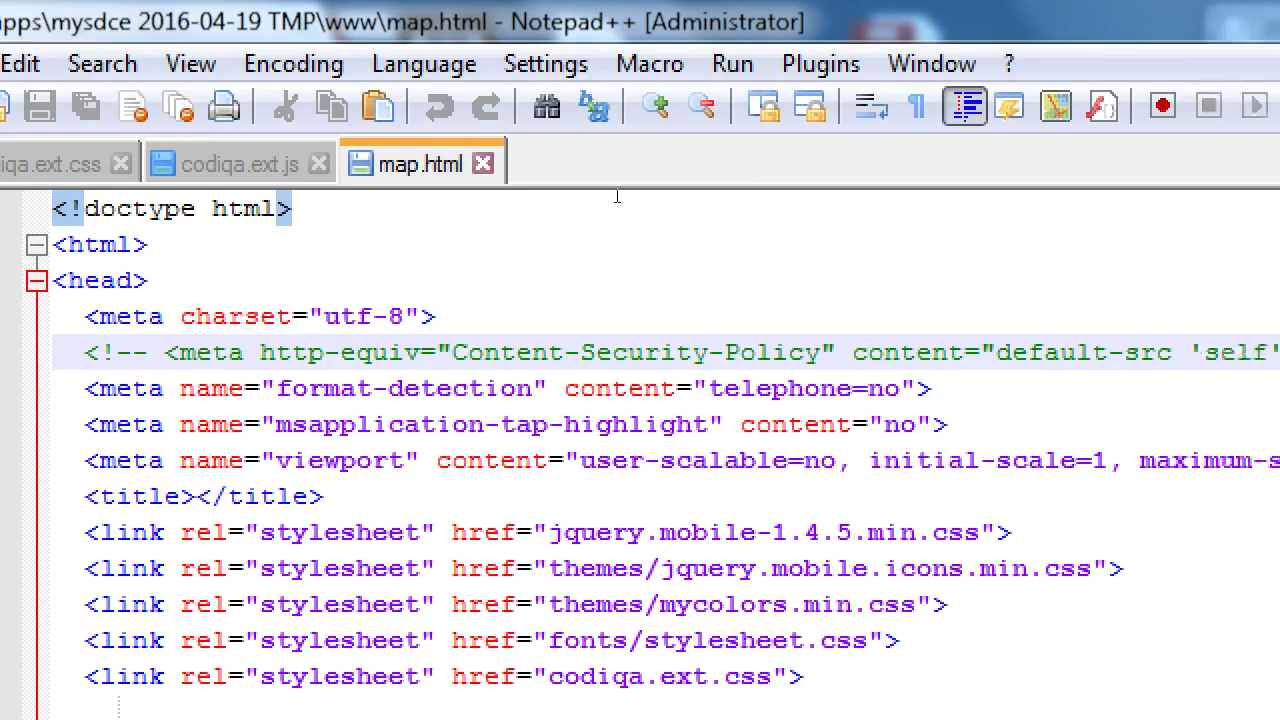 apps\mysdce 2016-04-19 TMP\www\map.html - Notepad++ [Administrator]
Edit Search View Encoding Language Settings Macro Run Plugins Window ?
iqa.ext.css codiqa.ext.js map.html
<!doctype html>
<html>
<head>
<meta charset="utf-8">
<!-- <meta http-equiv="Content-Security-Policy" content="default-src 'self'
<meta name="format-detection" content="telephone=no">
<meta name="msapplication-tap-highlight" content="no">
<meta name="viewport" content="user-scalable=no, initial-scale=1, maximum-s
<title></title>
<link rel="stylesheet" href="jquery.mobile-1.4.5.min.css">
<link rel="stylesheet" href="themes/jquery.mobile.icons.min.css">
<link rel="stylesheet" href="themes/mycolors.min.css">
<link rel="stylesheet" href="fonts/stylesheet.css">
<link rel="stylesheet" href="codiqa.ext.css">